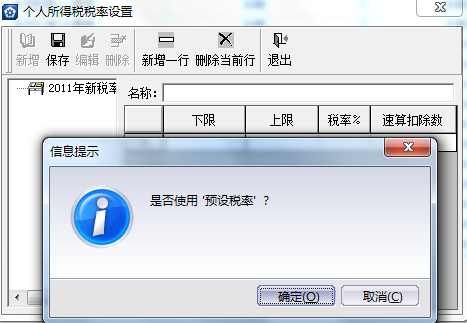 个人所得税税率设置
新增 保存 编辑 删除 新增一行 删除当前行 退出
2011年新税率 名称:
下限 上限 税率% 速算扣除数
信息提示
是否使用 '预设税率' ?
确定(O) 取消(C)